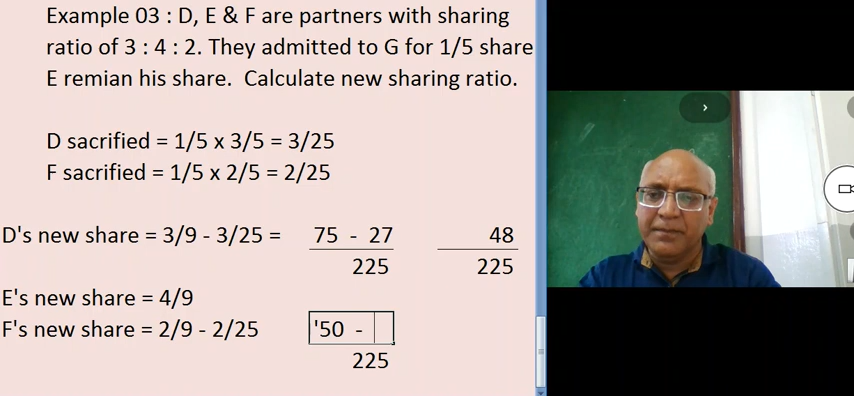 Example 03 : D, E & F are partners with sharing
ratio of 3 : 4 : 2. They admitted to G for 1/5 share
E remian his share. Calculate new sharing ratio.
D sacrified = 1/5 x 3/5 = 3/25
F sacrified = 1/5 x 2/5 = 2/25
D's new share = 3/9 - 3/25 = 75 - 27 48
225 225
E's new share = 4/9
F's new share = 2/9 - 2/25 '50 -
225